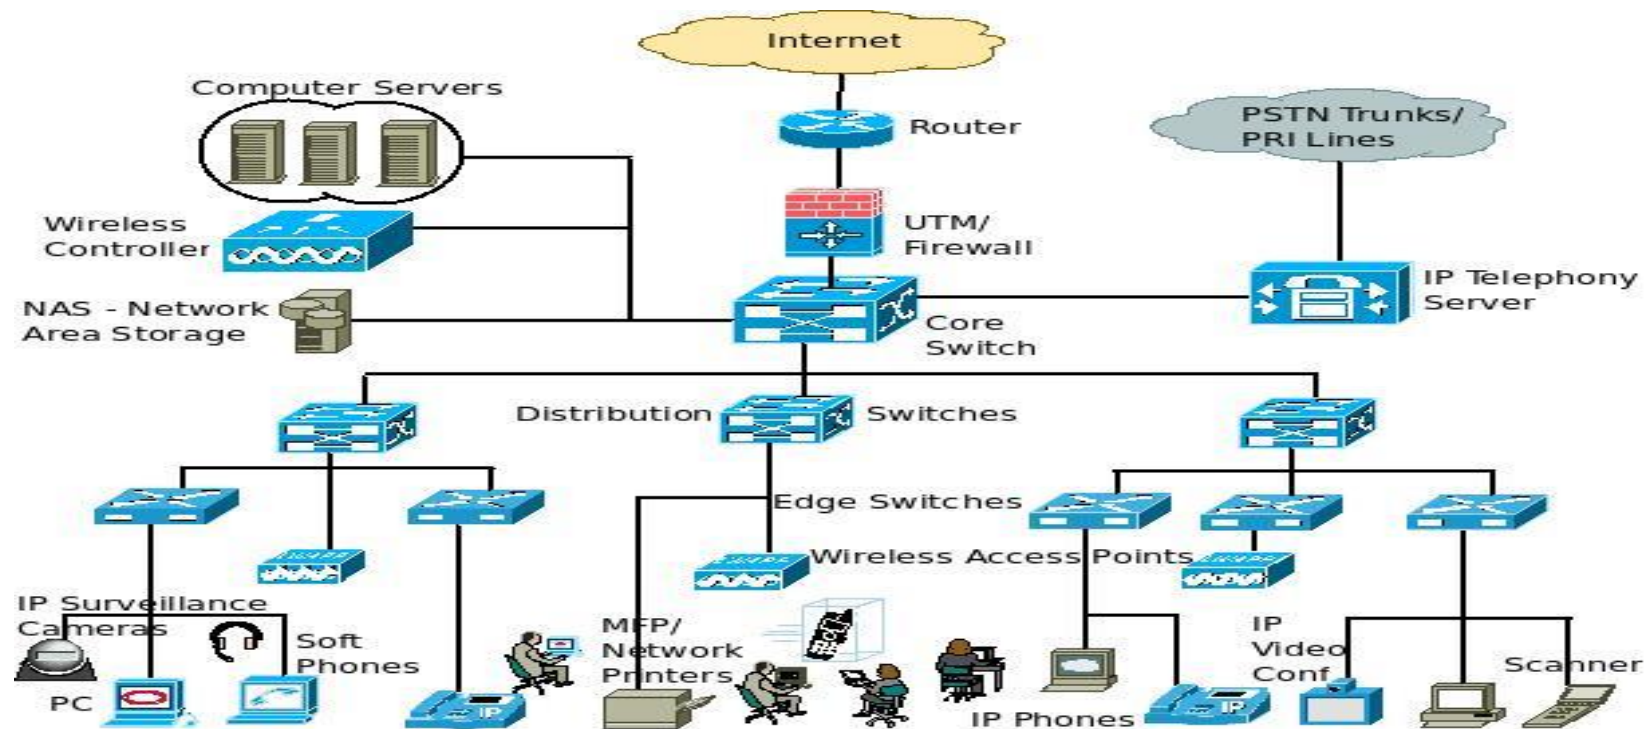 Internet
Computer Servers
Router
PSTN Trunks/
PRI Lines
Wireless
Controller
UTM/
Firewall
NAS - Network
Area Storage
IP Telephony
Server
Core
Switch
Distribution
Switches
Edge Switches
Wireless Access Points
IP Surveillance
Cameras
Soft
Phones
PC
IP
MFP/
Network
Printers
IP Phones
IP
IP
Video
Conf
Scanner